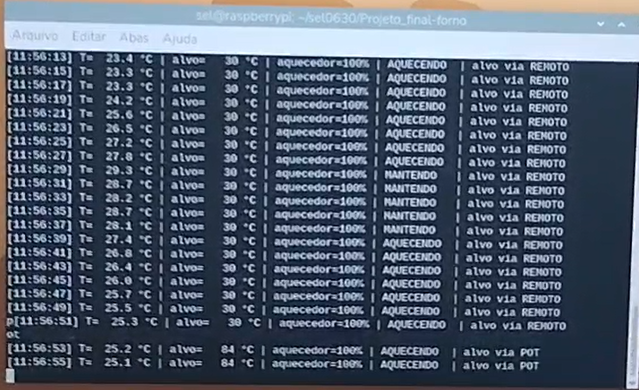 sel@raspberrypi: ~/sel0630/Projeto_final-forno
Arquivo Editar Abas Ajuda
[11:56:13] T= 23.4 °C | alvo= 30 °C | aquecedor=100% | AQUECENDO | alvo via REMOTO
[11:56:15] T= 23.3 °C | alvo= 30 °C | aquecedor=100% | AQUECENDO | alvo via REMOTO
[11:56:17] T= 23.3 °C | alvo= 30 °C | aquecedor=100% | AQUECENDO | alvo via REMOTO
[11:56:19] T= 24.2 °C | alvo= 30 °C | aquecedor=100% | AQUECENDO | alvo via REMOTO
[11:56:21] T= 25.6 °C | alvo= 30 °C | aquecedor=100% | AQUECENDO | alvo via REMOTO
[11:56:23] T= 26.5 °C | alvo= 30 °C | aquecedor=100% | AQUECENDO | alvo via REMOTO
[11:56:25] T= 27.2 °C | alvo= 30 °C | aquecedor=100% | AQUECENDO | alvo via REMOTO
[11:56:27] T= 27.8 °C | alvo= 30 °C | aquecedor=100% | AQUECENDO | alvo via REMOTO
[11:56:29] T= 29.3 °C | alvo= 30 °C | aquecedor=100% | MANTENDO | alvo via REMOTO
[11:56:31] T= 28.7 °C | alvo= 30 °C | aquecedor=100% | MANTENDO | alvo via REMOTO
[11:56:33] T= 28.2 °C | alvo= 30 °C | aquecedor=100% | MANTENDO | alvo via REMOTO
[11:56:35] T= 28.7 °C | alvo= 30 °C | aquecedor=100% | MANTENDO | alvo via REMOTO
[11:56:37] T= 28.1 °C | alvo= 30 °C | aquecedor=100% | MANTENDO | alvo via REMOTO
[11:56:39] T= 27.4 °C | alvo= 30 °C | aquecedor=100% | AQUECENDO | alvo via REMOTO
[11:56:41] T= 26.8 °C | alvo= 30 °C | aquecedor=100% | AQUECENDO | alvo via REMOTO
[11:56:43] T= 26.4 °C | alvo= 30 °C | aquecedor=100% | AQUECENDO | alvo via REMOTO
[11:56:45] T= 26.0 °C | alvo= 30 °C | aquecedor=100% | AQUECENDO | alvo via REMOTO
[11:56:47] T= 25.7 °C | alvo= 30 °C | aquecedor=100% | AQUECENDO | alvo via REMOTO
[11:56:49] T= 25.5 °C | alvo= 30 °C | aquecedor=100% | AQUECENDO | alvo via REMOTO
p[11:56:51] T= 25.3 °C | alvo= 30 °C | aquecedor=100% | AQUECENDO | alvo via REMOTO
ot
[11:56:53] T= 25.2 °C | alvo= 84 °C | aquecedor=100% | AQUECENDO | alvo via POT
[11:56:55] T= 25.1 °C | alvo= 84 °C | aquecedor=100% | AQUECENDO | alvo via POT